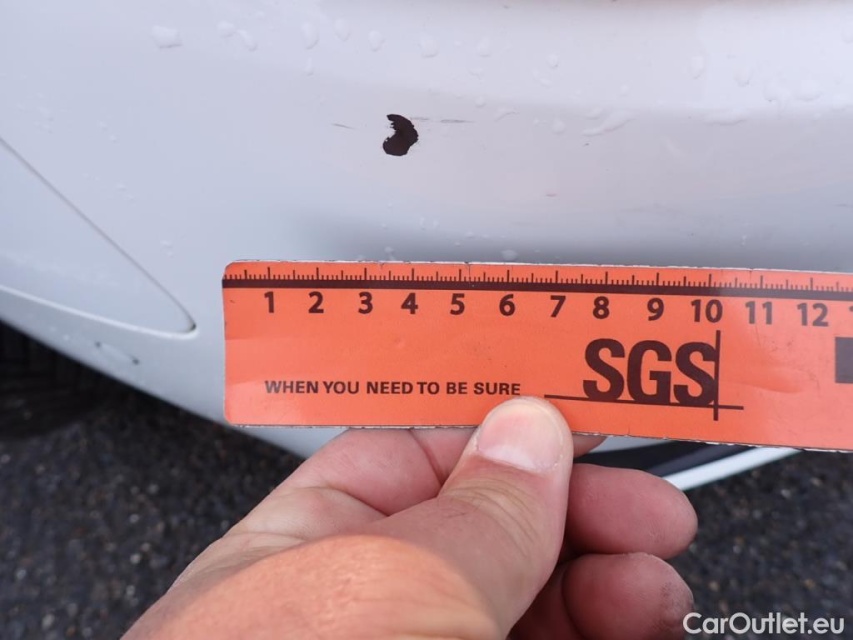 1 2 3 4 5 6 7 8 9 10 11 12
SGS
WHEN YOU NEED TO BE SURE
CarOutlet.eu